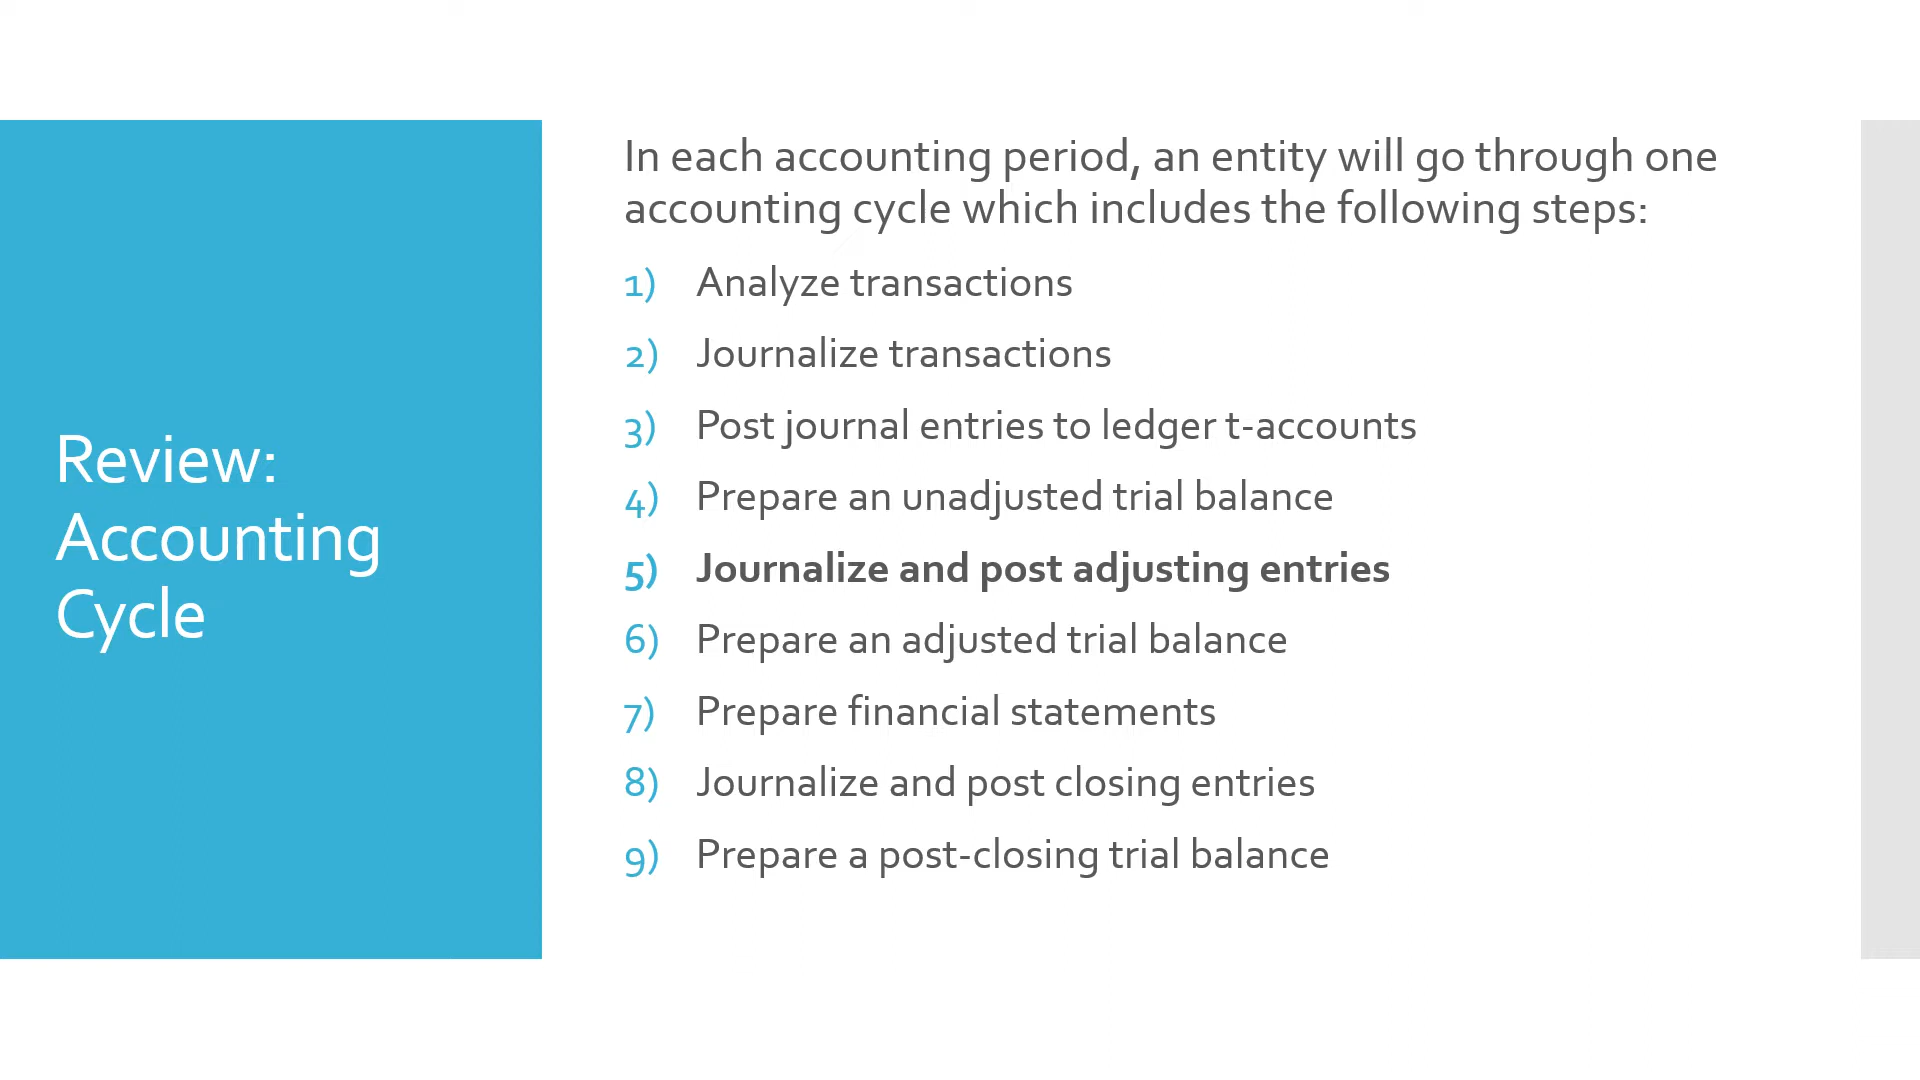 Review:
Accounting
Cycle
In each accounting period, an entity will go through one
accounting cycle which includes the following steps:
1) Analyze transactions
2) Journalize transactions
3) Post journal entries to ledger t-accounts
4) Prepare an unadjusted trial balance
5) Journalize and post adjusting entries
6) Prepare an adjusted trial balance
7) Prepare financial statements
8) Journalize and post closing entries
9) Prepare a post-closing trial balance